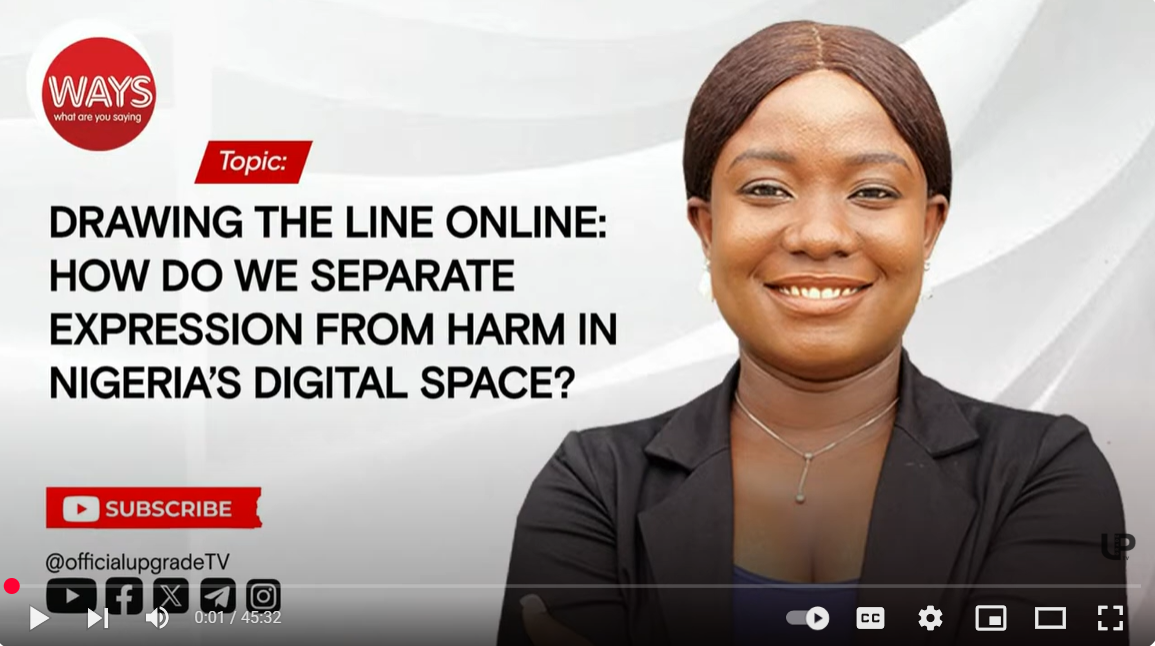 WAYS
what are you saying
Topic:
DRAWING THE LINE ONLINE:
HOW DO WE SEPARATE
EXPRESSION FROM HARM IN
NIGERIA'S DIGITAL SPACE?
SUBSCRIBE
@officialupgradeTV
UP
TV
0:01 / 45:32
CC